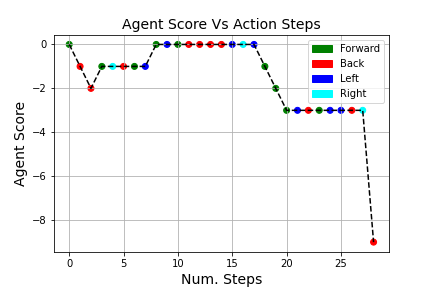 Agent Score Vs Action Steps
Agent Score
0
−2
−4
−6
−8
Forward
Back
Left
Right
0 5 10 15 20 25
Num. Steps